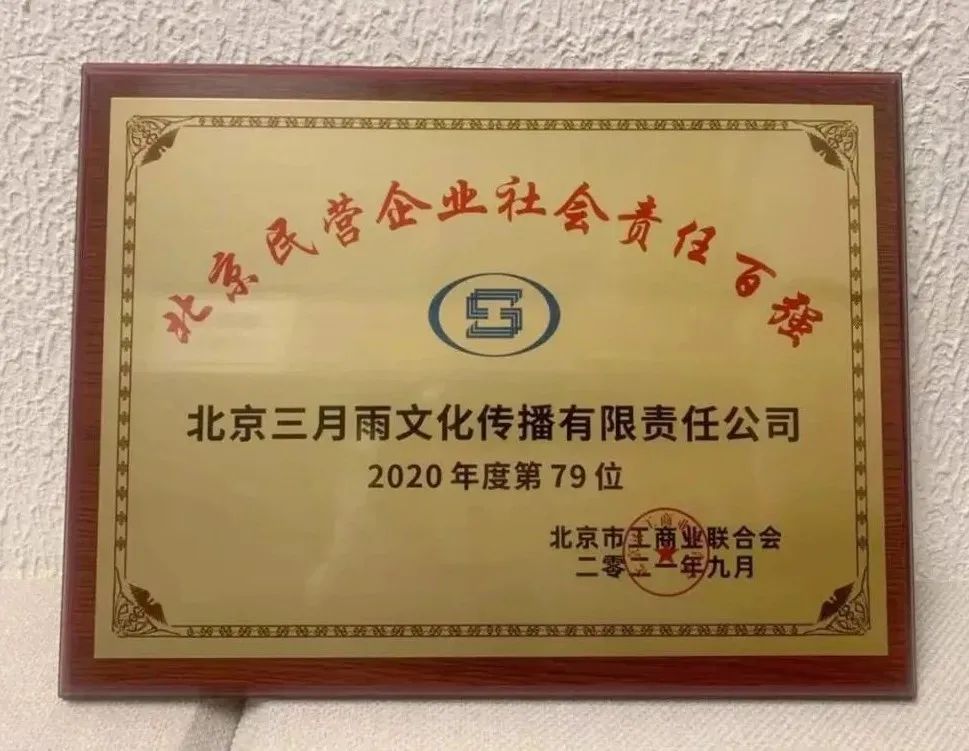 北京民营企业社会责任百强
北京三月雨文化传播有限责任公司
2020年度第79位
北京市工商业联合会
二零二一年九月